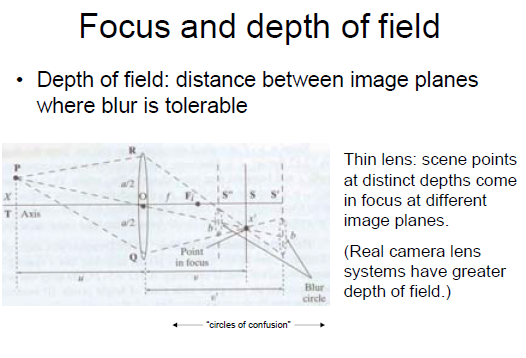 Focus and depth of field
• Depth of field: distance between image planes
where blur is tolerable
R
P
a/2
X
O
f
F
S"
S
S'
T
Axis
a/2
b
x'
b
Q
Point
in focus
u
v
Blur
circle
v'
"circles of confusion"
Thin lens: scene points
at distinct depths come
in focus at different
image planes.
(Real camera lens
systems have greater
depth of field.)